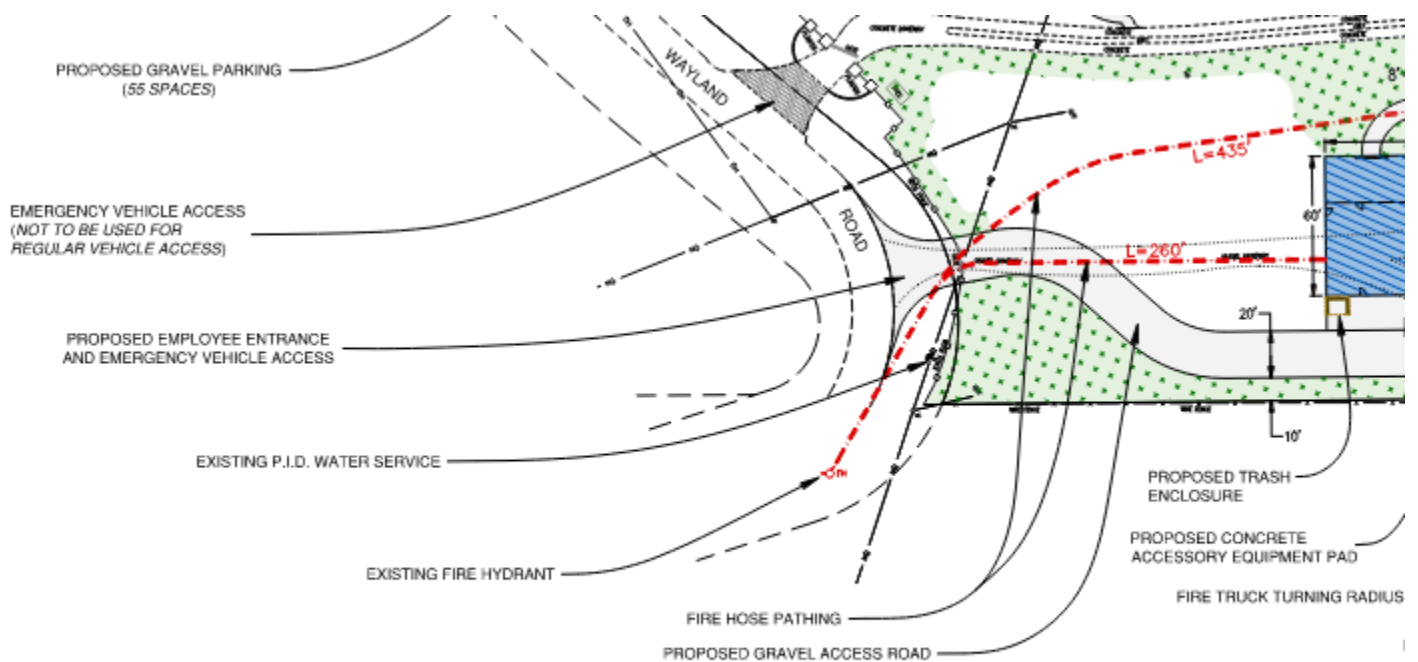 PROPOSED GRAVEL PARKING
(55 SPACES)
WAYLAND
8'
L=435'
EMERGENCY VEHICLE ACCESS
(NOT TO BE USED FOR
REGULAR VEHICLE ACCESS)
ROAD
60'
L=260'
PROPOSED EMPLOYEE ENTRANCE
AND EMERGENCY VEHICLE ACCESS
20'
10'
EXISTING P.I.D. WATER SERVICE
FH
PROPOSED TRASH
ENCLOSURE
PROPOSED CONCRETE
ACCESSORY EQUIPMENT PAD
EXISTING FIRE HYDRANT
FIRE TRUCK TURNING RADIUS
FIRE HOSE PATHING
PROPOSED GRAVEL ACCESS ROAD